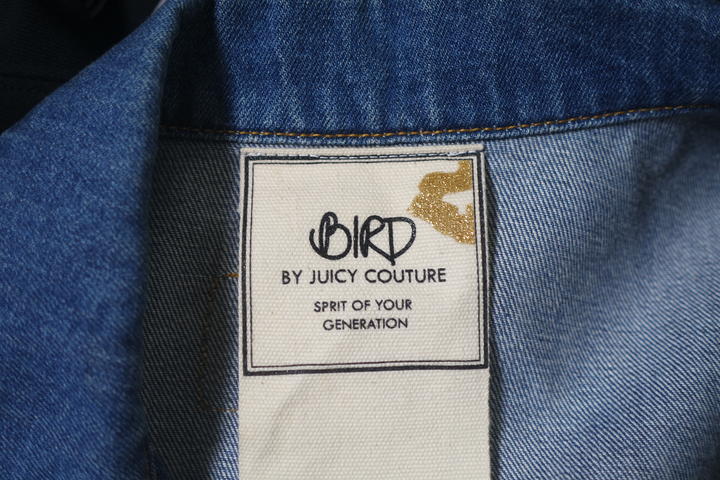 BIRD
BY JUICY COUTURE
SPRIT OF YOUR
GENERATION